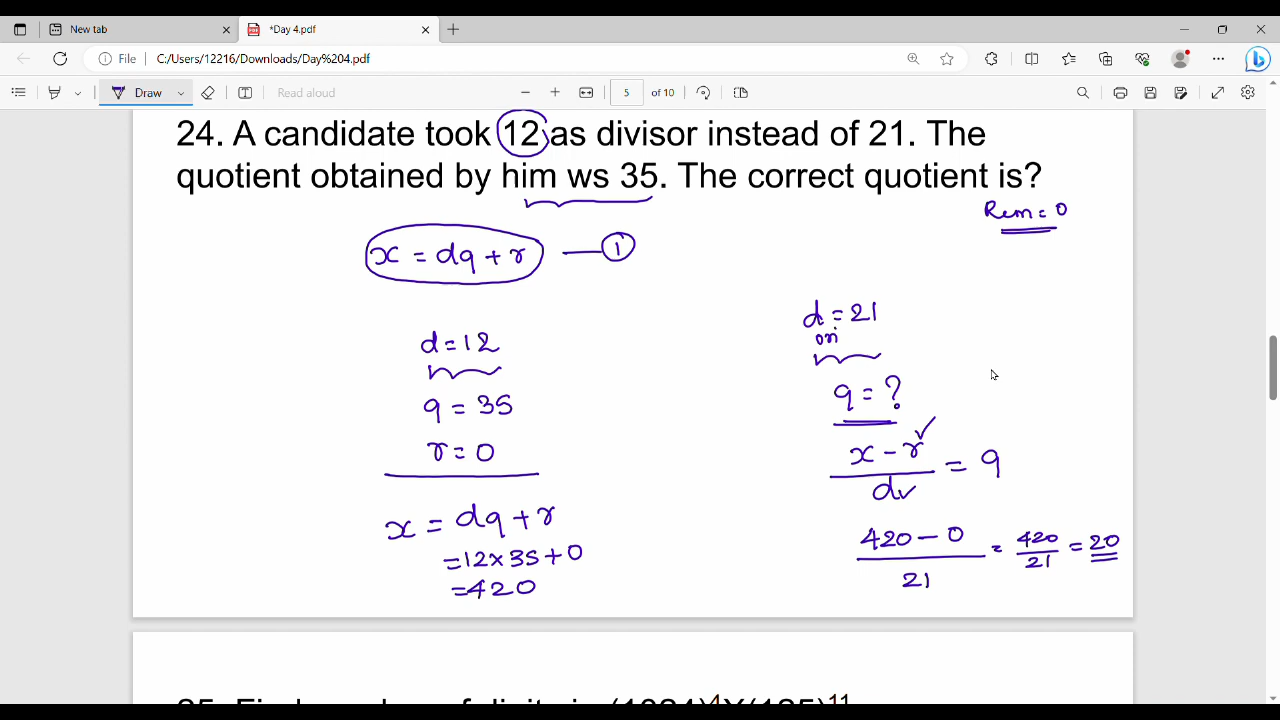 New tab
*Day 4.pdf
File
C:/Users/12216/Downloads/Day%204.pdf
Draw
Read aloud
5 of 10
24. A candidate took 12 as divisor instead of 21. The
quotient obtained by him ws 35. The correct quotient is?
Rem = 0
x = dq + r — 1
d = 21
ori
d = 12
q = ?
q = 35
r = 0
x - r
dv = q
x = dq + r
= 12 x 35 + 0
= 420
420 - 0
21 = 420
21 = 20